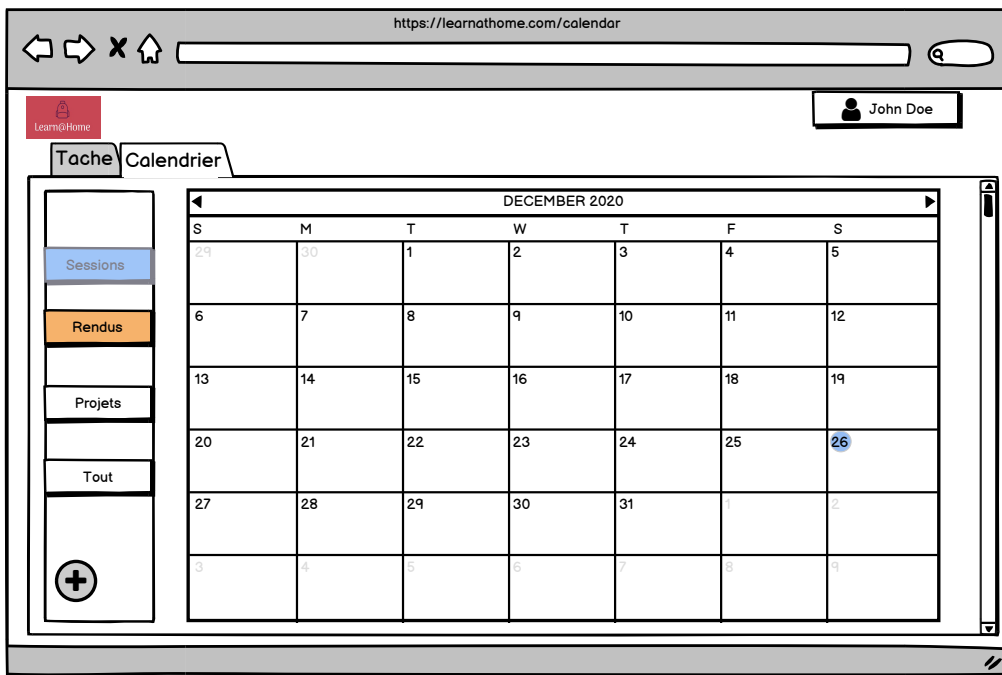 https://learnathome.com/calendar
Learn@Home
John Doe
Tache Calendrier
DECEMBER 2020
S M T W T F S
29 30 1 2 3 4 5
Sessions
6 7 8 9 10 11 12
Rendus
13 14 15 16 17 18 19
Projets
20 21 22 23 24 25 26
Tout
27 28 29 30 31 1 2
3 4 5 6 7 8 9